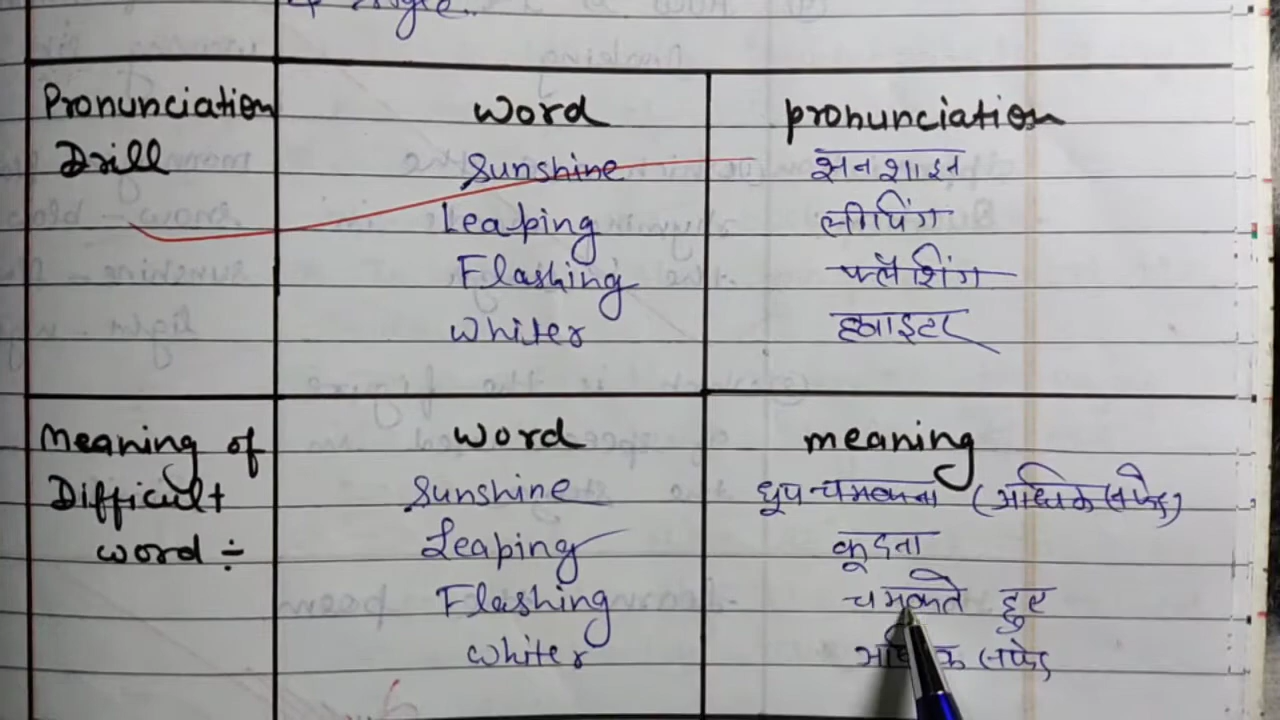 Pronunciation Drill
word
pronunciation
Sunshine
सनशाइन
Leaping
लीपिंग
Flashing
फ्लैशिंग
Whiter
व्हाइटर
Meaning of Difficult word ÷
word
meaning
Sunshine
धूप चमकना (अधिक सफेद)
Leaping
कूदता
Flashing
चमकते हुए
Whiter
अधिक सफेद